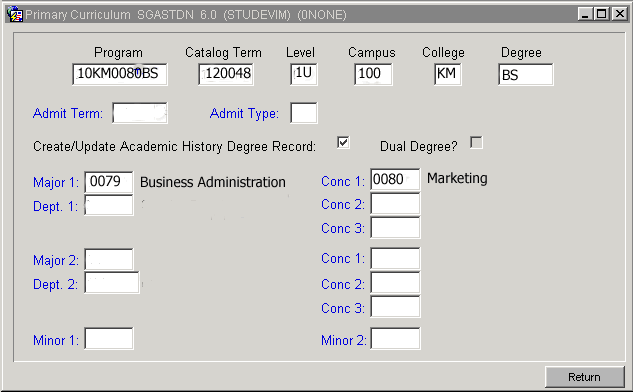 Primary Curriculum SGASTDN 6.0 (STUDEVIM) (0NONE)
Program Catalog Term Level Campus College Degree
10KM0080BS 120048 1U 100 KM BS
Admit Term: Admit Type:
Create/Update Academic History Degree Record: Dual Degree?
Major 1: 0079 Business Administration Conc 1: 0080 Marketing
Dept. 1: Conc 2:
Conc 3:
Major 2: Conc 1:
Dept. 2: Conc 2:
Conc 3:
Minor 1: Minor 2:
Return